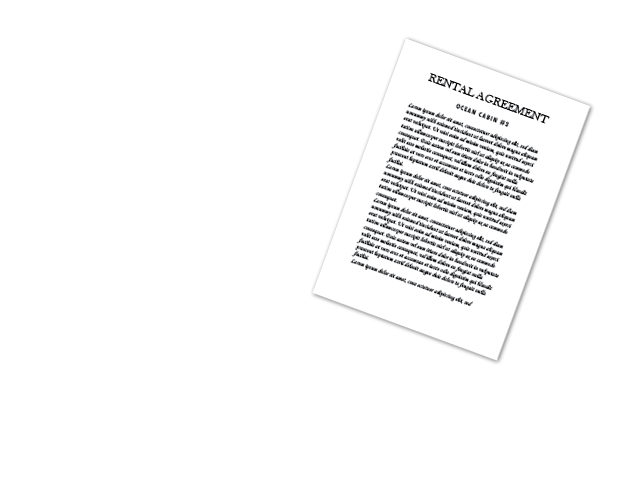 RENTAL AGREEMENT
OCEAN CABIN #3
Lorem ipsum dolor sit amet, consectetuer adipiscing elit, sed diam
nonummy nibh euismod tincidunt ut laoreet dolore magna aliquam
erat volutpat. Ut wisi enim ad minim veniam, quis nostrud exerci
tation ullamcorper suscipit lobortis nisl ut aliquip ex ea commodo
consequat. Duis autem vel eum iriure dolor in hendrerit in vulputate
velit esse molestie consequat, vel illum dolore eu feugiat nulla
facilisis at vero eros et accumsan et iusto odio dignissim qui blandit
praesent luptatum zzril delenit augue duis dolore te feugait nulla
facilisi.
Lorem ipsum dolor sit amet, consectetuer adipiscing elit, sed diam
nonummy nibh euismod tincidunt ut laoreet dolore magna aliquam
erat volutpat. Ut wisi enim ad minim veniam, quis nostrud exerci
tation ullamcorper suscipit lobortis nisl ut aliquip ex ea commodo
consequat.
Lorem ipsum dolor sit amet, consectetuer adipiscing elit, sed diam
nonummy nibh euismod tincidunt ut laoreet dolore magna aliquam
erat volutpat. Ut wisi enim ad minim veniam, quis nostrud exerci
tation ullamcorper suscipit lobortis nisl ut aliquip ex ea commodo
consequat. Duis autem vel eum iriure dolor in hendrerit in vulputate
velit esse molestie consequat, vel illum dolore eu feugiat nulla
facilisis at vero eros et accumsan et iusto odio dignissim qui blandit
praesent luptatum zzril delenit augue duis dolore te feugait nulla
facilisi.
Lorem ipsum dolor sit amet, cons ectetuer adipiscing elit, sed